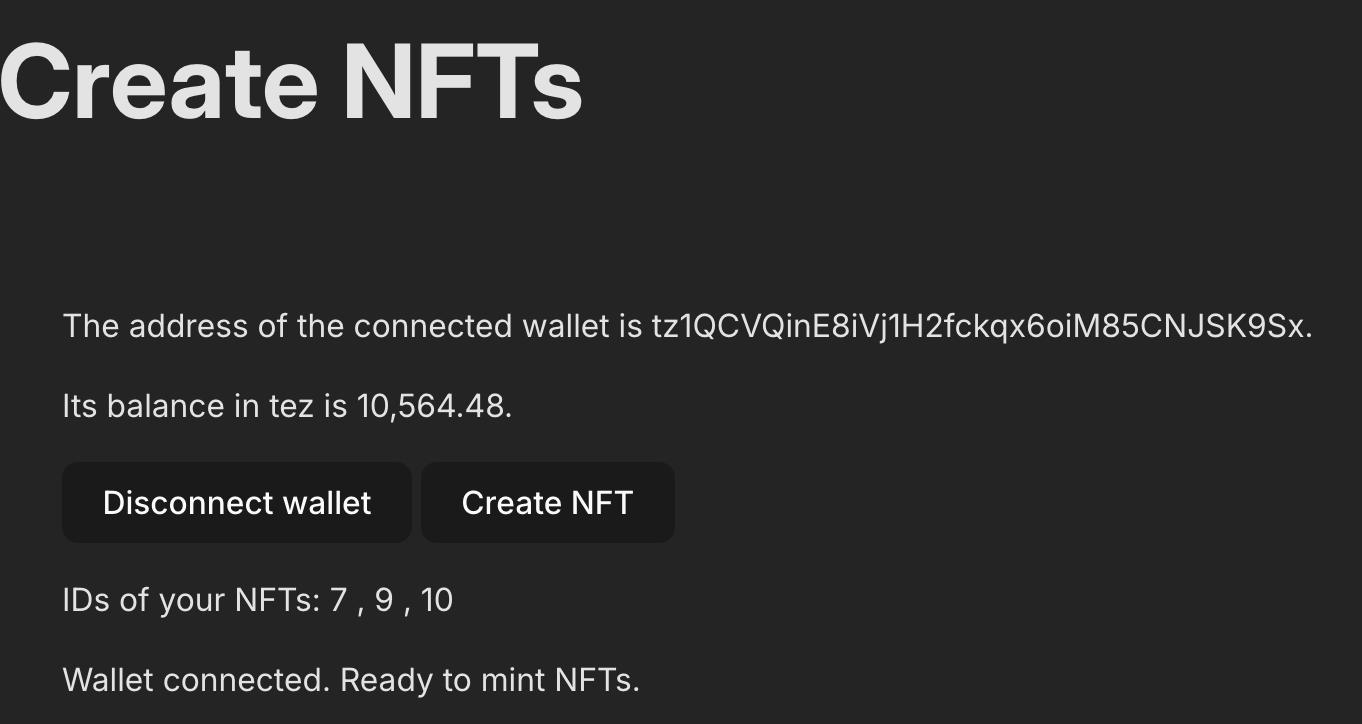 Create NFTs
The address of the connected wallet is tz1QCVQinE8iVj1H2fckqx6oiM85CNJSK9Sx.
Its balance in tez is 10,564.48.
Disconnect wallet
Create NFT
IDs of your NFTs: 7 , 9 , 10
Wallet connected. Ready to mint NFTs.